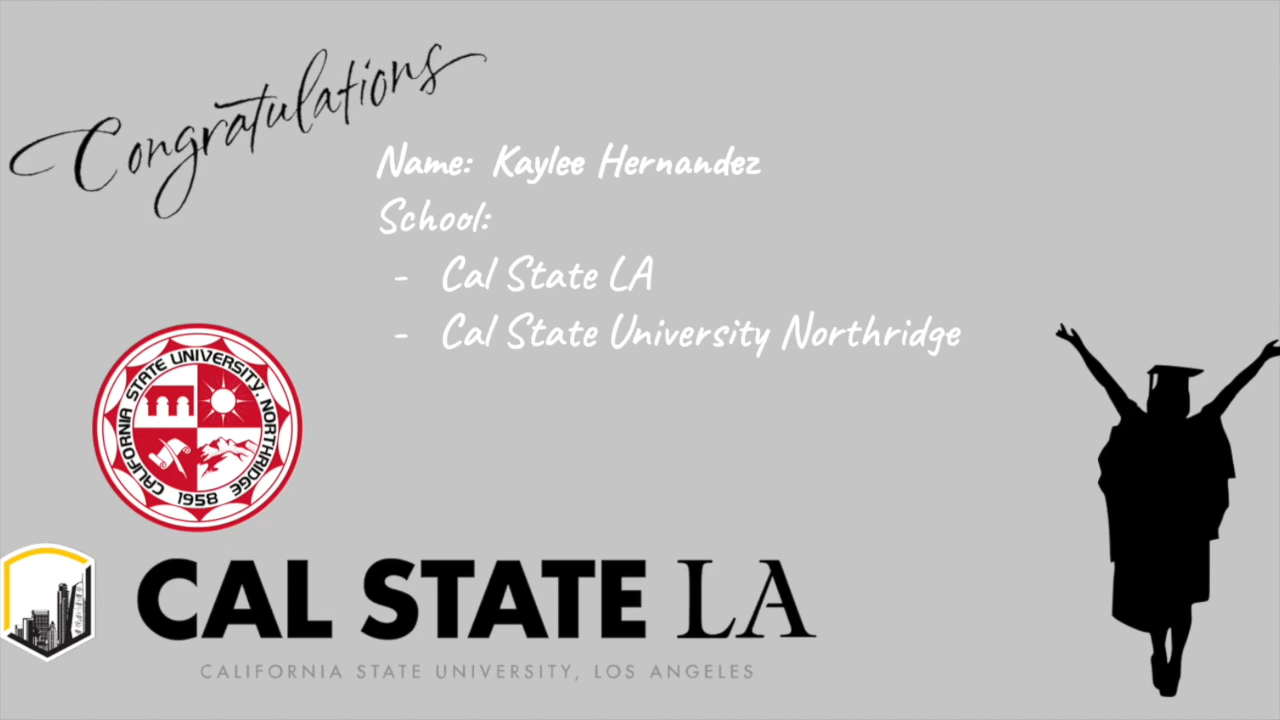 Congratulations
Name: Kaylee Hernandez
School:
- Cal State LA
- Cal State University Northridge
CALIFORNIA STATE UNIVERSITY, NORTHRIDGE
1958
CAL STATE LA
CALIFORNIA STATE UNIVERSITY, LOS ANGELES